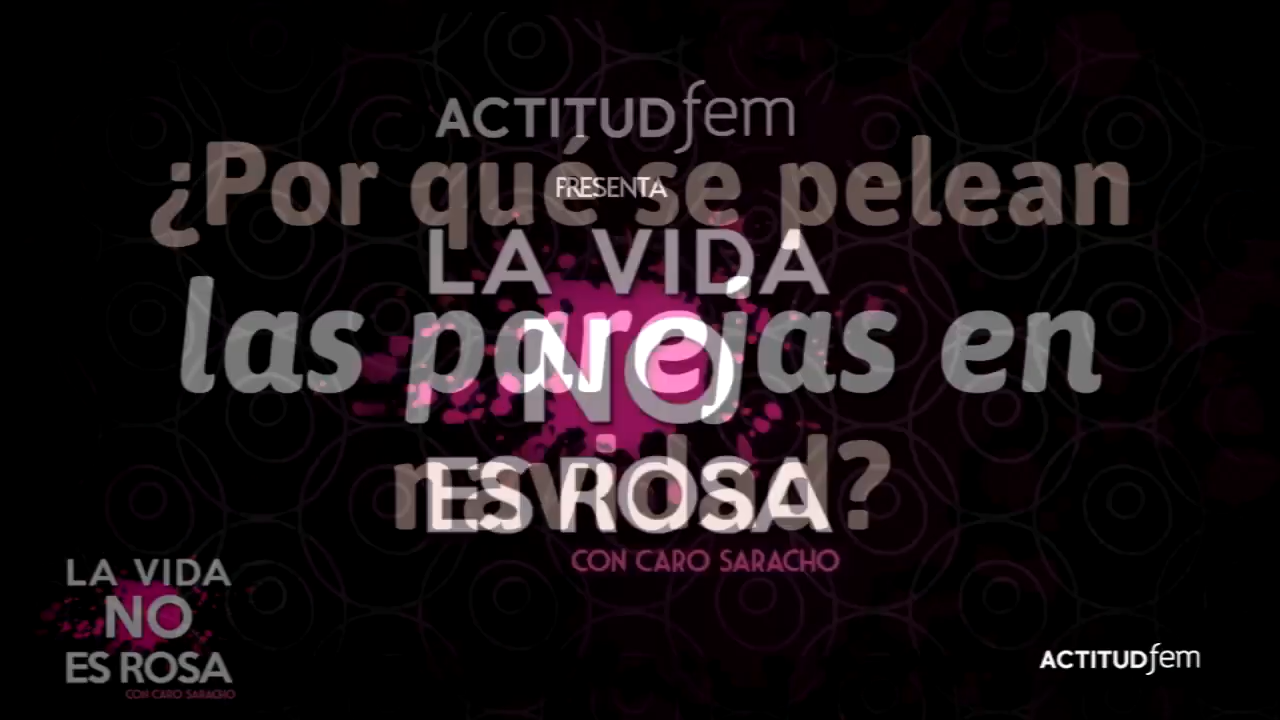 ACTITUDfem
¿Por qué se pelean
PRESENTA
LA VIDA
las parejas en
NO
navidad?
ES ROSA
CON CARO SARACHO
LA VIDA
NO
ES ROSA
CON CARO SARACHO
ACTITUDfem